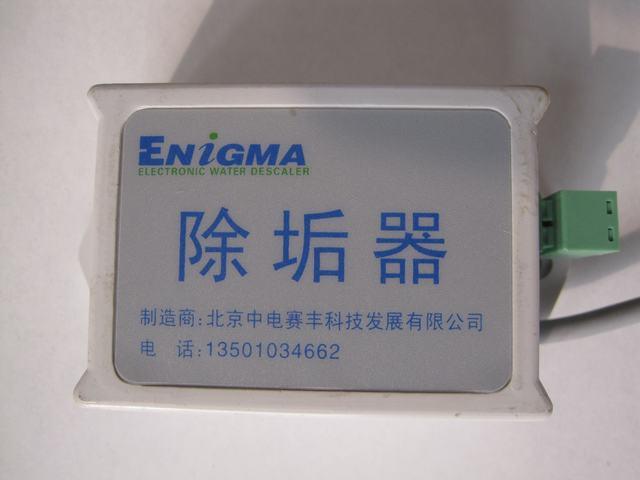 ENiGMA
ELECTRONIC WATER DESCALER
除垢器
制造商:北京中电赛丰科技发展有限公司
电 话:13501034662